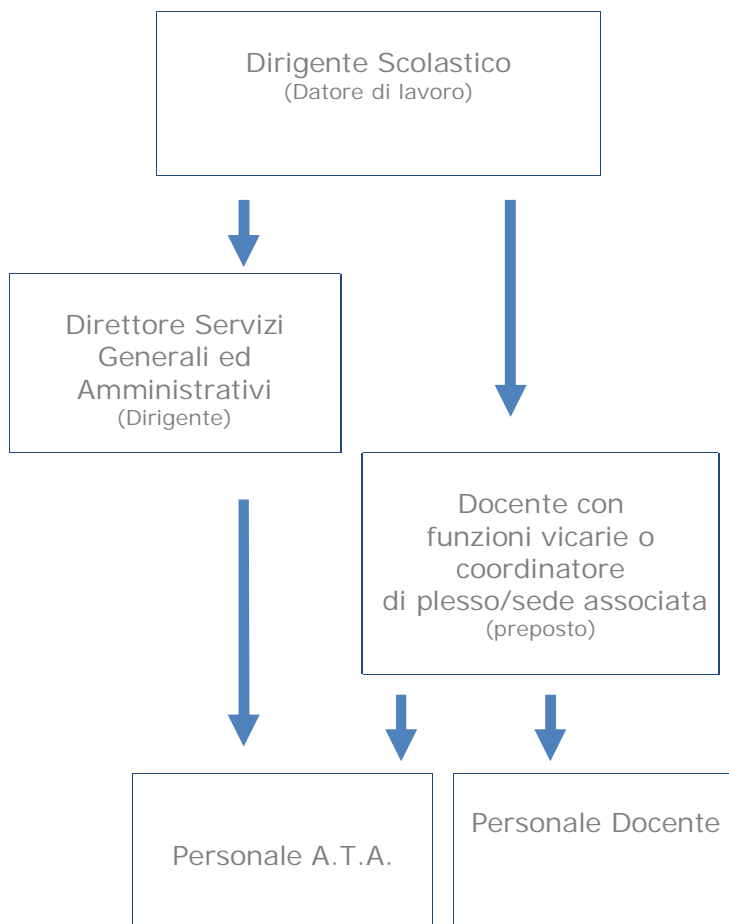 Dirigente Scolastico
(Datore di lavoro)
Direttore Servizi
Generali ed
Amministrativi
(Dirigente)
Docente con
funzioni vicarie o
coordinatore
di plesso/sede associata
(preposto)
Personale A.T.A.
Personale Docente